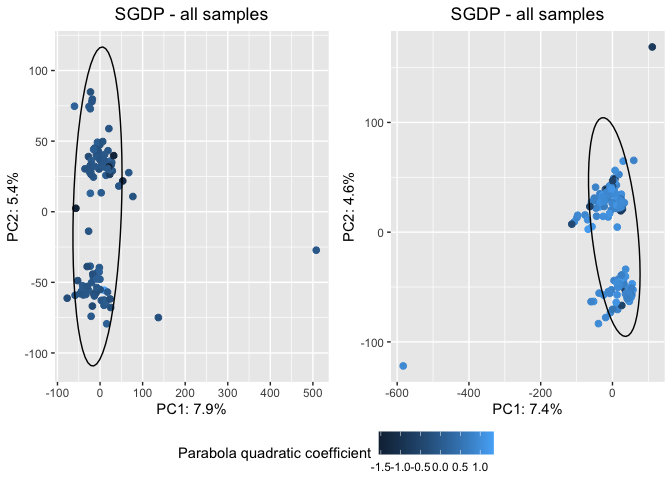 SGDP - all samples
SGDP - all samples
100
50
0
-50
-100
PC2: 5.4%
-100
0
100
200
300
400
500
PC1: 7.9%
100
0
-100
PC2: 4.6%
-600
-400
-200
0
PC1: 7.4%
Parabola quadratic coefficient
-1.5-1.0-0.50.0 0.5 1.0